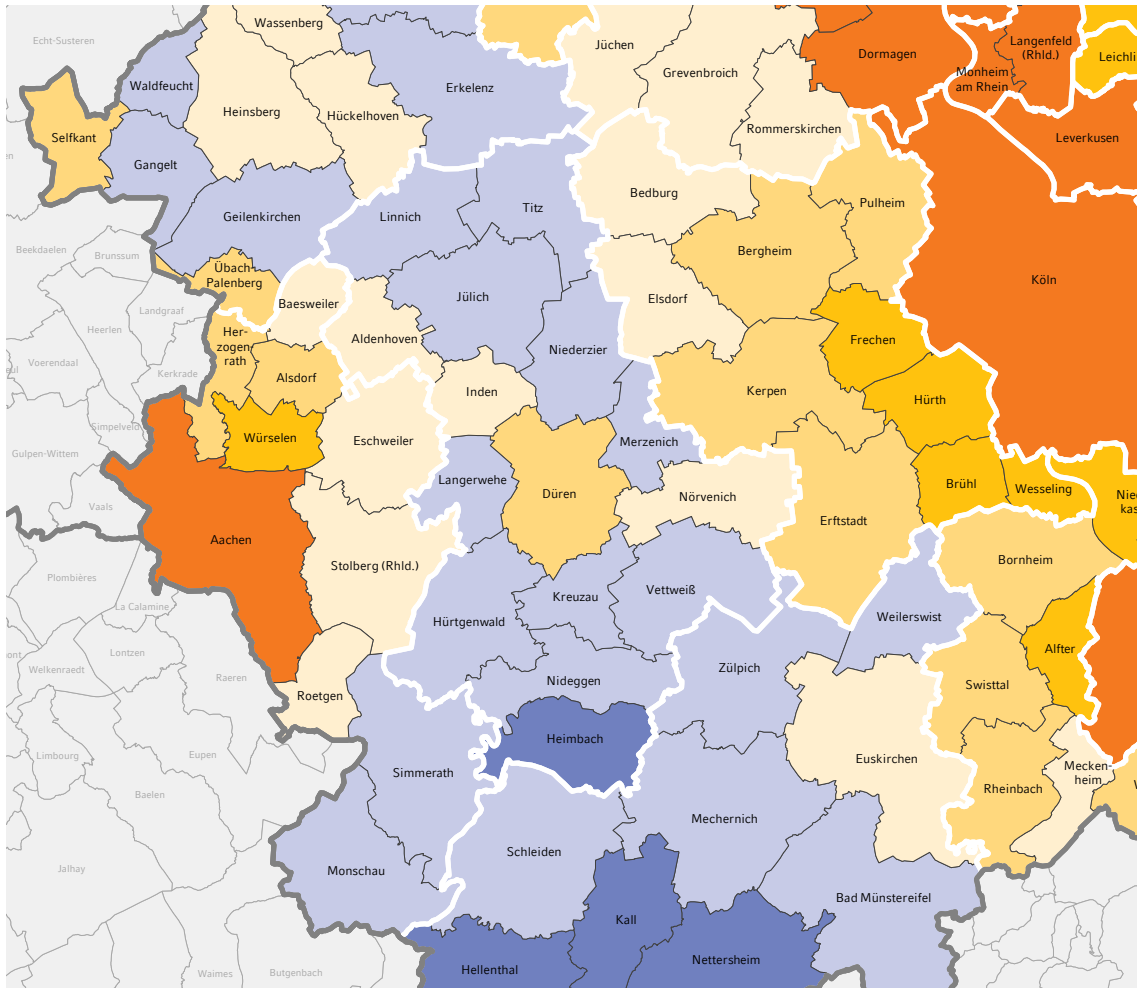 Wassenberg
Echt-Susteren
Jüchen
Grevenbroich
Dormagen
Langenfeld
(Rhld.)
Leichli
Monheim
am Rhein
Waldfeucht
Erkelenz
Heinsberg
Hückelhoven
Rommerskirchen
Leverkusen
Selfkant
Gangelt
Bedburg
Pulheim
Geilenkirchen
Linnich
Titz
Beekdaelen
Brunssum
Bergheim
Übach-
Palenberg
Köln
Baesweiler
Jülich
Elsdorf
Landgraaf
Heerlen
Her-
zogen-
rath
Aldenhoven
Niederzier
Frechen
Voerendaal
Kerkrade
Alsdorf
Inden
Kerpen
Hürth
Simpelveld
Würselen
Eschweiler
Merzenich
Gulpen-Wittem
Langerwehe
Düren
Nörvenich
Brühl
Wesseling
Nied
kas
Vaals
Aachen
Erftstadt
Stolberg (Rhld.)
Bornheim
Plombières
La Calamine
Kreuzau
Vettweiß
Hürtgenwald
Weilerswist
Alfter
Lontzen
Welkenraedt
Raeren
Zülpich
Nideggen
Swisttal
Roetgen
Heimbach
Limbourg
Eupen
Euskirchen
Simmerath
Mecken-
heim
Rheinbach
Baelen
Mechernich
Schleiden
Jalhay
Monschau
Bad Münstereifel
Kall
Nettersheim
Hellenthal
Waimes
Butgenbach